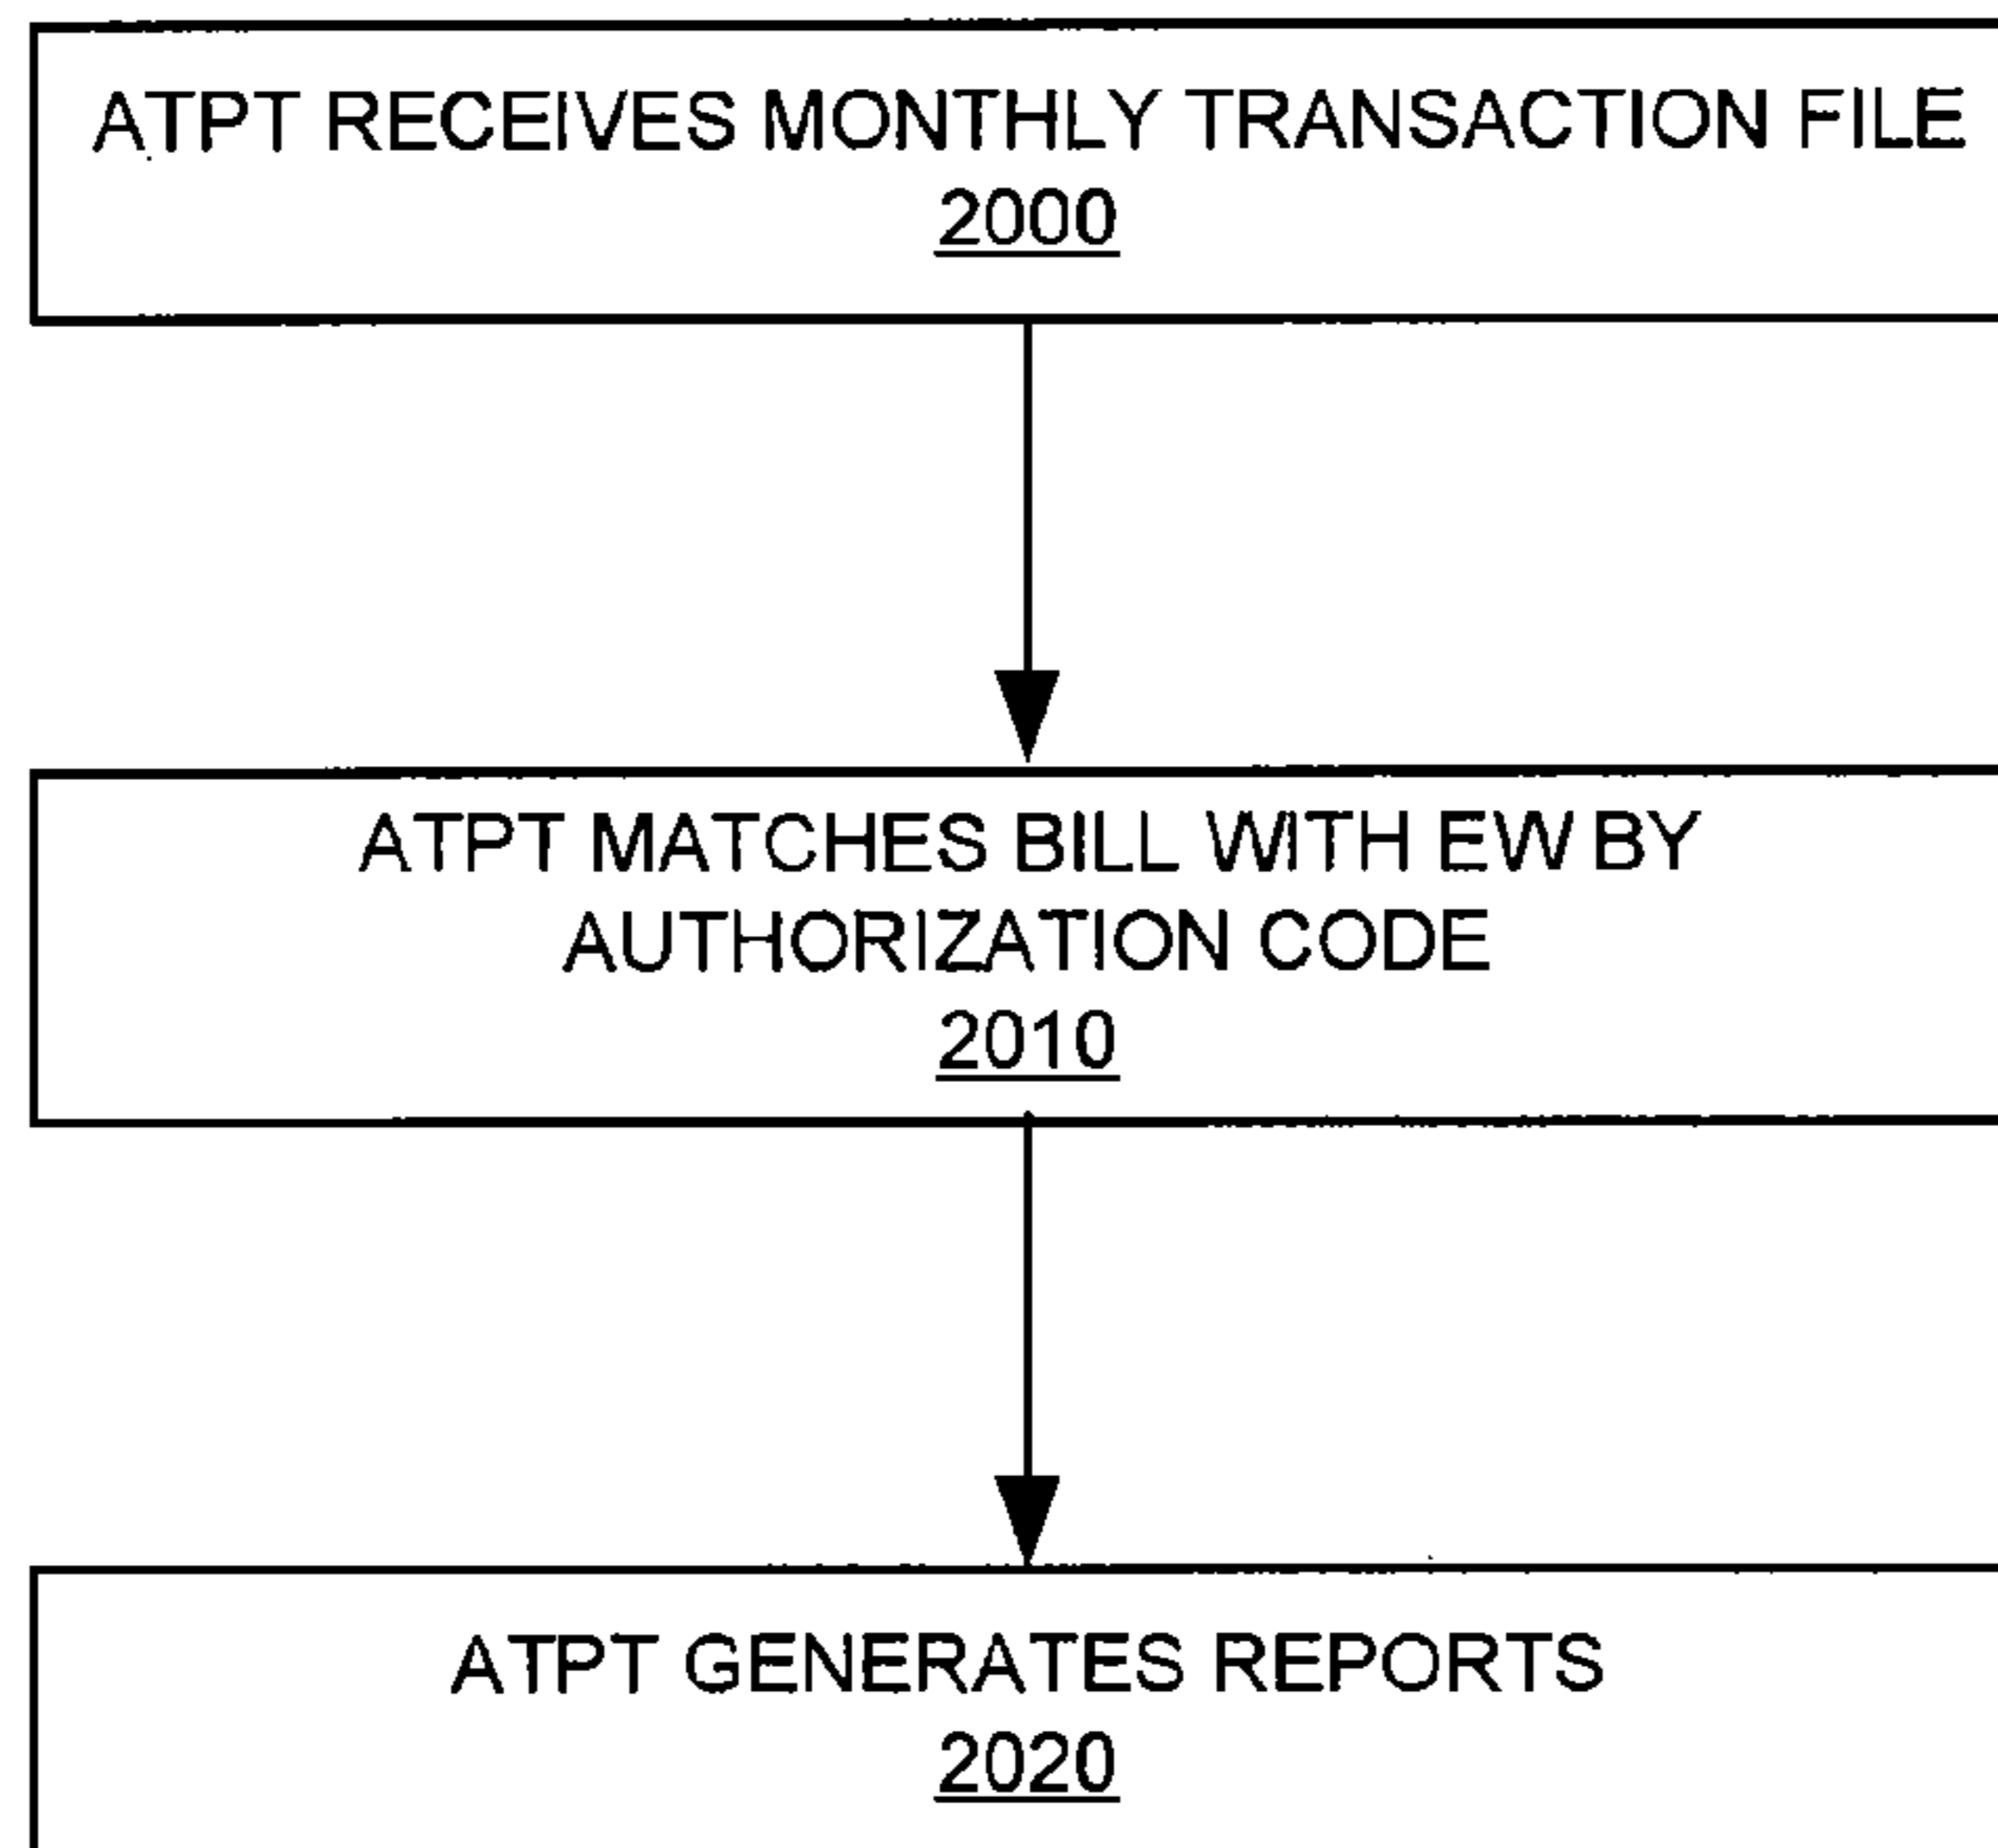 ATPT RECEIVES MONTHLY TRANSACTION FILE
2000
ATPT MATCHES BILL WITH EW BY
AUTHORIZATION CODE
2010
ATPT GENERATES REPORTS
2020